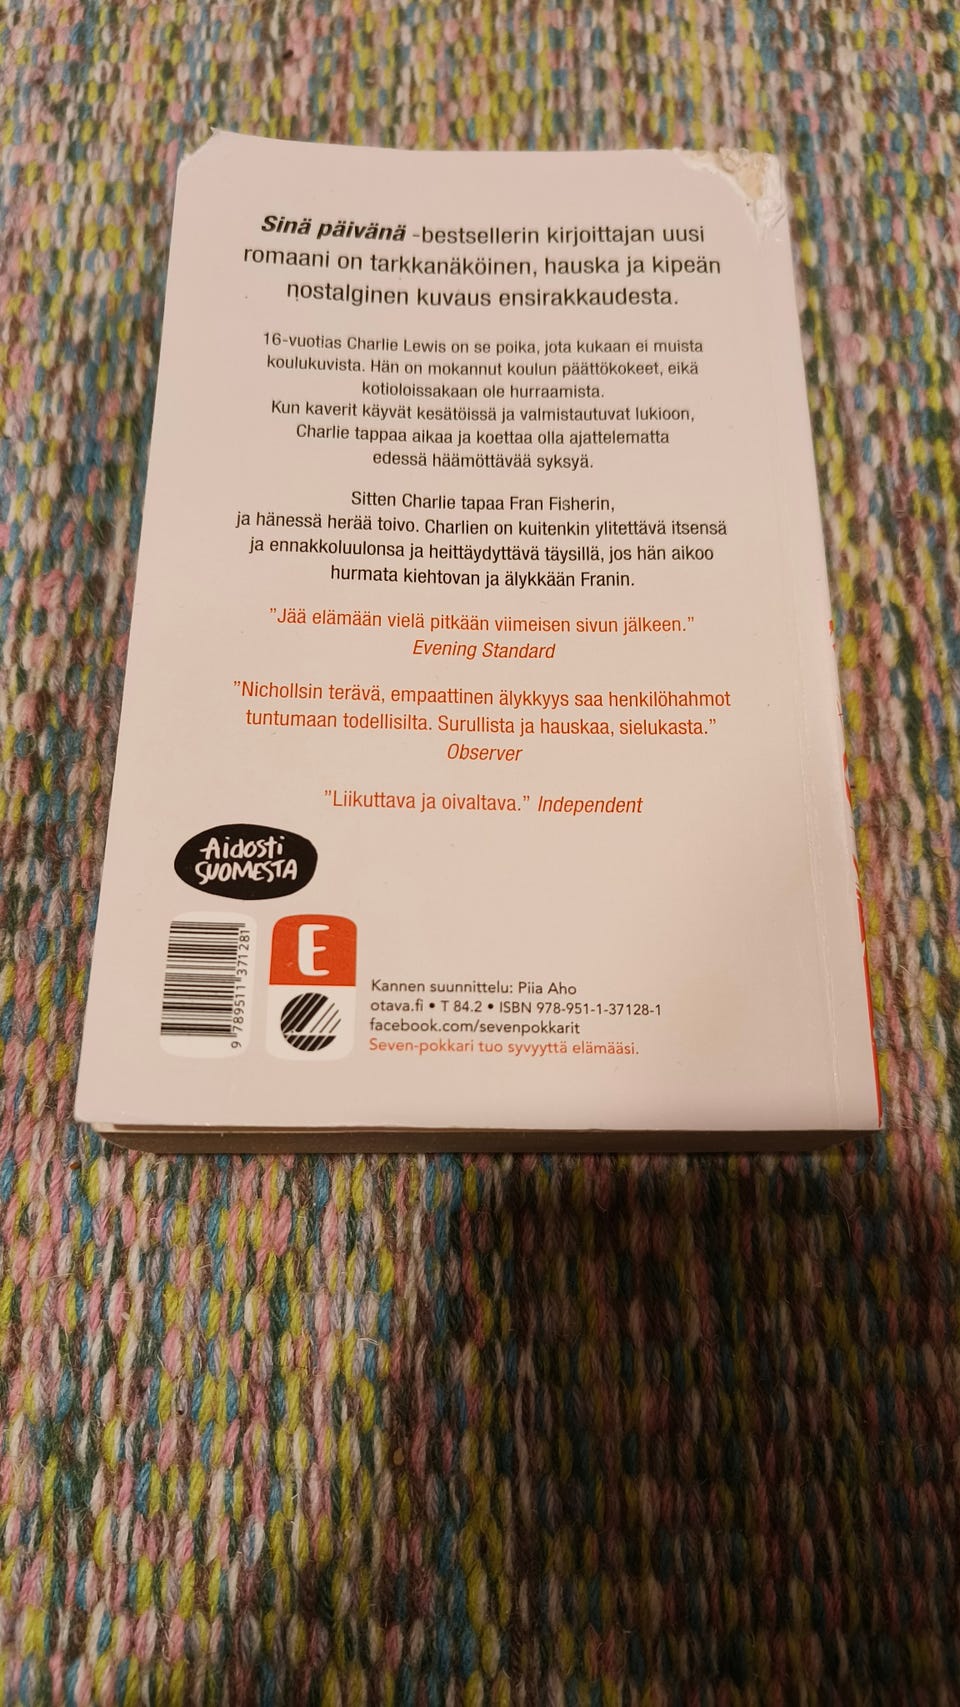 Sinä päivänä -bestsellerin kirjoittajan uusi
romaani on tarkkanäköinen, hauska ja kipeän
nostalginen kuvaus ensirakkaudesta.
16-vuotias Charlie Lewis on se poika, jota kukaan ei muista
koulukuvista. Hän on mokannut koulun päättökokeet, eikä
kotioloissakaan ole hurraamista.
Kun kaverit käyvät kesätöissä ja valmistautuvat lukioon,
Charlie tappaa aikaa ja koettaa olla ajattelematta
edessä häämöttävää syksyä.
Sitten Charlie tapaa Fran Fisherin,
ja hänessä herää toivo. Charlien on kuitenkin ylitettävä itsensä
ja ennakkoluulonsa ja heittäydyttävä täysillä, jos hän aikoo
hurmata kiehtovan ja älykkään Franin.
”Jää elämään vielä pitkään viimeisen sivun jälkeen.”
Evening Standard
”Nichollsin terävä, empaattinen älykkyys saa henkilöhahmot
tuntumaan todellisilta. Surullista ja hauskaa, sielukasta.”
Observer
”Liikuttava ja oivaltava.” Independent
Aidosti
SUOMESTA
9 789511 371281
E
Kannen suunnittelu: Piia Aho
otava.fi • T 84.2 • ISBN 978-951-1-37128-1
facebook.com/sevenpokkarit
Seven-pokkari tuo syvyyttä elämääsi.